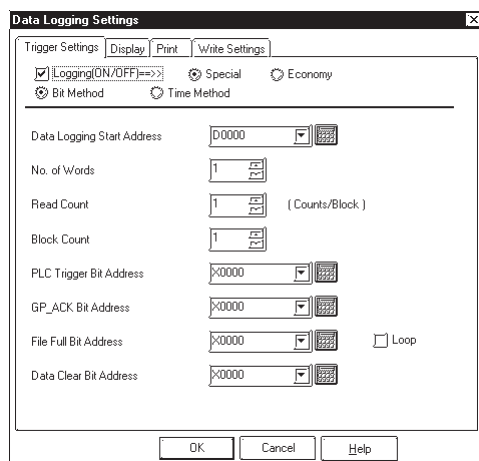 Data Logging Settings
Trigger Settings Display Print Write Settings
Logging(ON/OFF)==>> Special Economy
Bit Method Time Method
Data Logging Start Address D0000
No. of Words 1
Read Count 1 ( Counts/Block )
Block Count 1
PLC Trigger Bit Address X0000
GP_ACK Bit Address X0000
File Full Bit Address X0000 Loop
Data Clear Bit Address X0000
OK Cancel Help